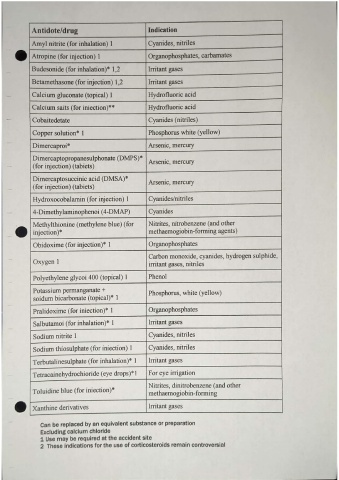 Antidote/drug Indication
Amyl nitrite (for inhalation) 1 Cyanides, nitriles
Atropine (for injection) 1 Organophosphates, carbamates
Budesonide (for inhalation)* 1,2 Irritant gases
Betamethasone (for injection) 1,2 Irritant gases
Calcium gluconate (topical) 1 Hydrofluoric acid
Calcium salts (for injection)** Hydrofluoric acid
Cobaltedetate Cyanides (nitriles)
Copper solution* 1 Phosphorus white (yellow)
Dimercaprol* Arsenic, mercury
Dimercaptopropanesulphonate (DMPS)*
(for injection) (tablets) Arsenic, mercury
Dimercaptosuccinic acid (DMSA)*
(for injection) (tablets) Arsenic, mercury
Hydroxocobalamin (for injection) 1 Cyanides/nitriles
4-Dimethylaminophenol (4-DMAP) Cyanides
Methylthionine (methylene blue) (for
injection)* Nitrites, nitrobenzene (and other
methaemoglobin-forming agents)
Obidoxime (for injection)* 1 Organophosphates
Oxygen 1 Carbon monoxide, cyanides, hydrogen sulphide,
irritant gases, nitriles
Polyethylene glycol 400 (topical) 1 Phenol
Potassium permanganate +
soidum bicarbonate (topical)* 1 Phosphorus, white (yellow)
Pralidoxime (for injection)* 1 Organophosphates
Salbutamol (for inhalation)* 1 Irritant gases
Sodium nitrite 1 Cyanides, nitriles
Sodium thiosulphate (for injection) 1 Cyanides, nitriles
Terbutalinesulphate (for inhalation)* 1 Irritant gases
Tetracainehydrochloride (eye drops)*1 For eye irrigation
Toluidine blue (for injection)* Nitrites, dinitrobenzene (and other
methaemoglobin-forming
Xanthine derivatives Irritant gases
Can be replaced by an equivalent substance or preparation
Excluding calcium chloride
1 Use may be required at the accident site
2 These indications for the use of corticosteroids remain controversial